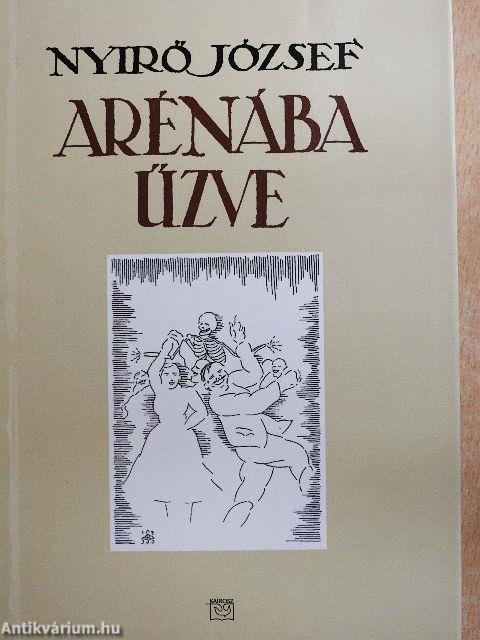 NYIRŐ JÓZSEF
ARÉNÁBA
ŰZVE
KAIROSZ
Antikvárium.hu